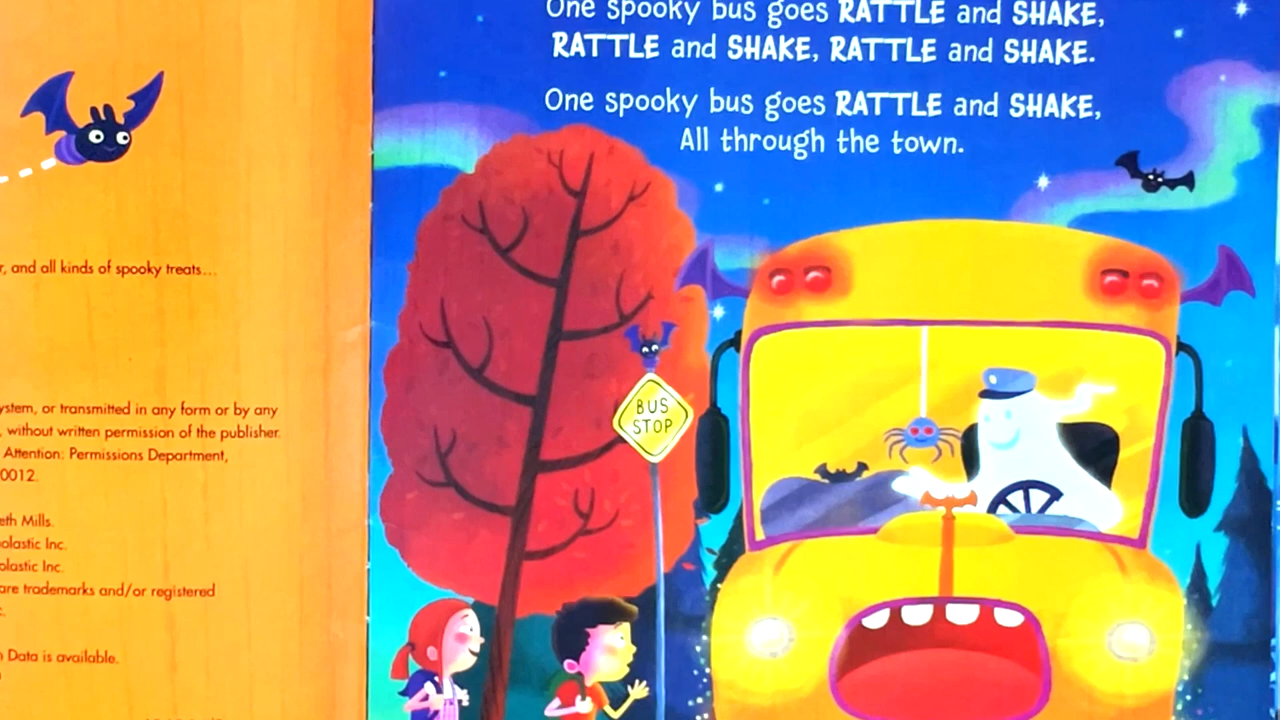 r, and all kinds of spooky treats...
ystem, or transmitted in any form or by any
, without written permission of the publisher.
Attention: Permissions Department,
0012.
eth Mills.
olastic Inc.
olastic Inc.
are trademarks and/or registered
c.
n Data is available.
One spooky bus goes RATTLE and SHAKE,
RATTLE and SHAKE, RATTLE and SHAKE.
One spooky bus goes RATTLE and SHAKE,
All through the town.
BUS
STOP